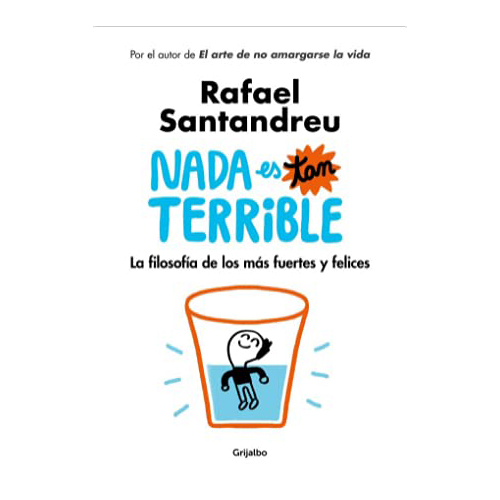 Por el autor de El arte de no amargarse la vida
Rafael
Santandreu
NADA es tan
TERRiBLE
La filosofía de los más fuertes y felices
Grijalbo